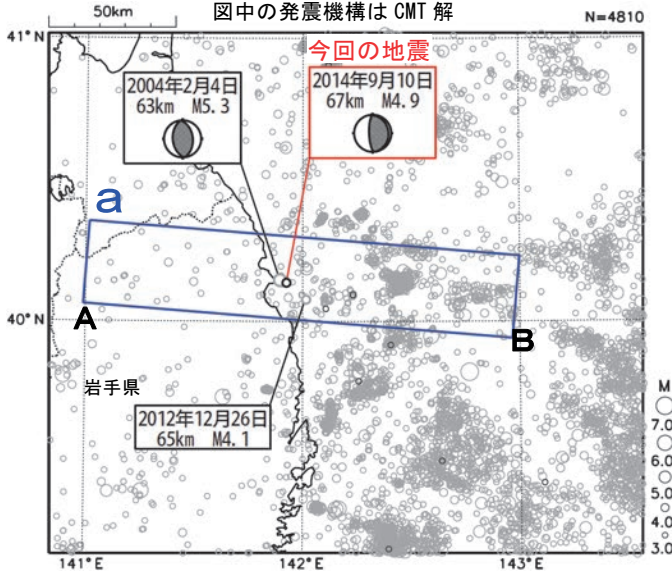 50km
図中の発震機構は CMT 解
N=4810
41°N
今回の地震
2004年2月4日
63km M5.3
2014年9月10日
67km M4.9
a
40°N
A
B
岩手県
2012年12月26日
65km M4.1
M
7.0
6.0
5.0
4.0
3.0
141°E
142°E
143°E